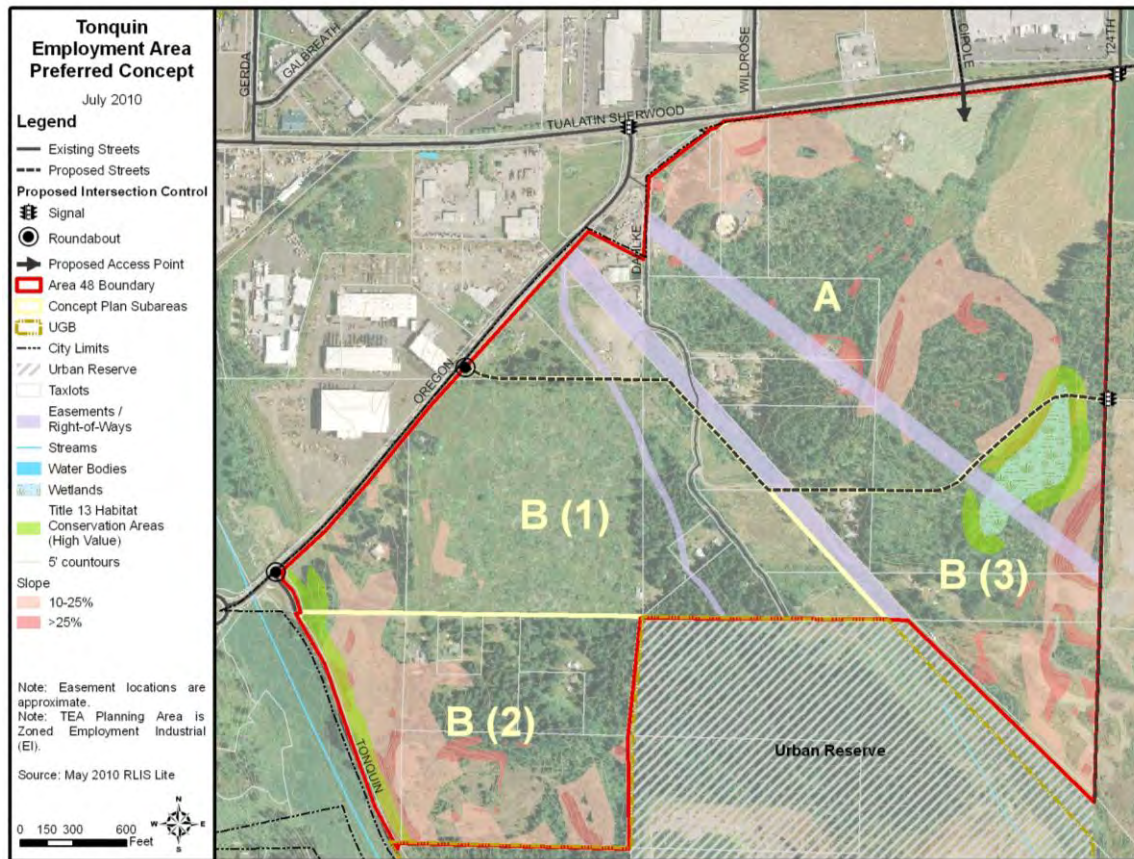 Tonquin
Employment Area
Preferred Concept
July 2010
Legend
Existing Streets
Proposed Streets
Proposed Intersection Control
Signal
Roundabout
Proposed Access Point
Area 48 Boundary
Concept Plan Subareas
UGB
City Limits
Urban Reserve
Taxlots
Easements /
Right-of-Ways
Streams
Water Bodies
Wetlands
Title 13 Habitat
Conservation Areas
(High Value)
5' countours
Slope
10-25%
>25%
Note: Easement locations are
approximate.
Note: TEA Planning Area is
Zoned Employment Industrial
(EI).
Source: May 2010 RLIS Lite
N
W E
S
0 150 300 600
Feet
GERDA
GALBREATH
WILDROSE
CIPOLE
124TH
TUALATIN SHERWOOD
DAHLKE
OREGON
A
B (1)
B (3)
B (2)
TONQUIN
Urban Reserve